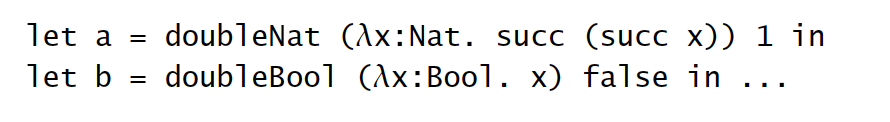 let a = doubleNat (λx:Nat. succ (succ x)) 1 in
let b = doubleBool (λx:Bool. x) false in ...